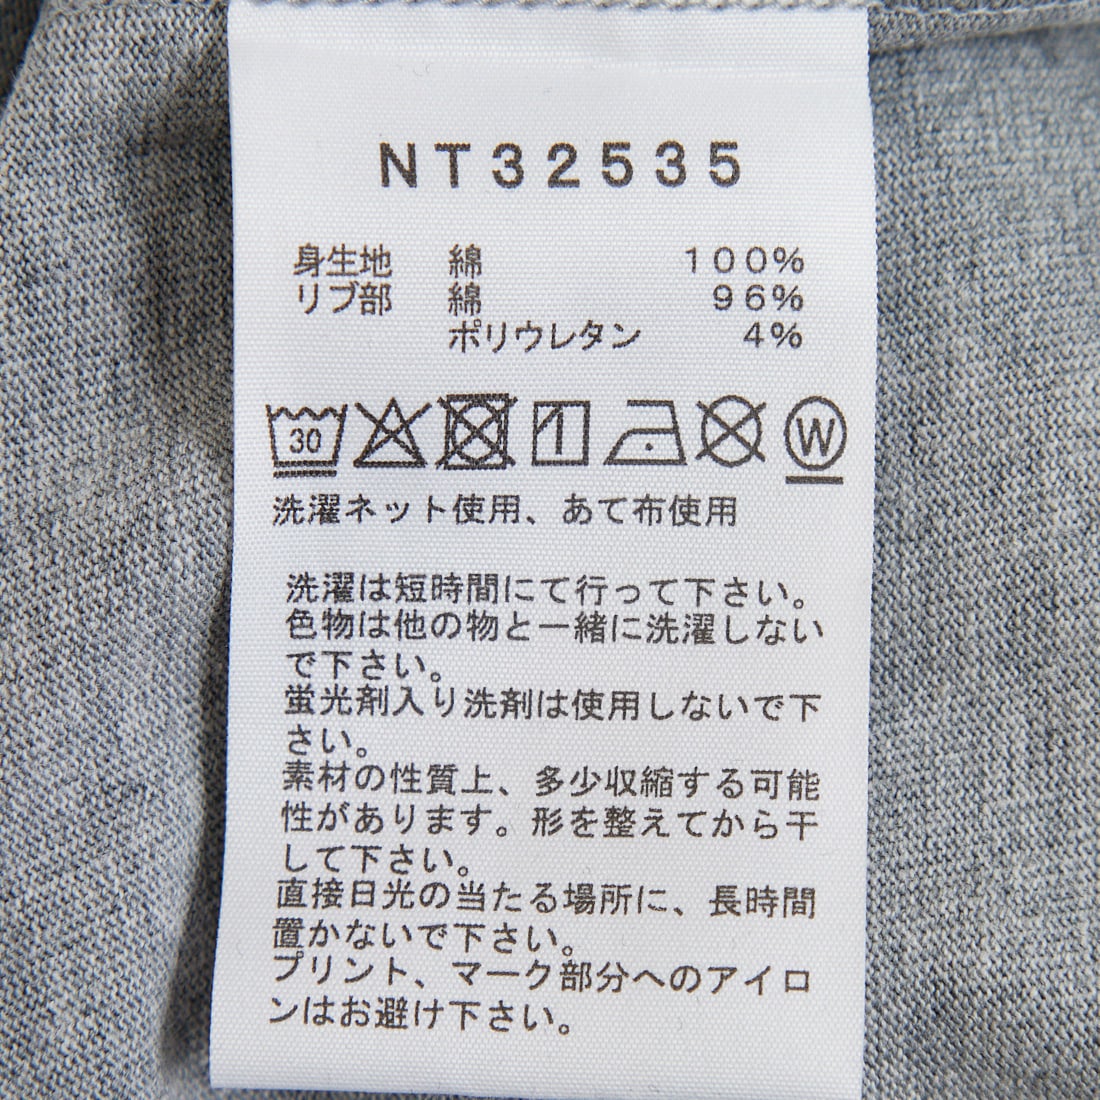 NT32535
身生地 綿 100%
リブ部 綿 96%
ポリウレタン 4%
30 W
洗濯ネット使用、あて布使用
洗濯は短時間にて行って下さい。
色物は他の物と一緒に洗濯しない
で下さい。
蛍光剤入り洗剤は使用しないで下
さい。
素材の性質上、多少収縮する可能
性があります。形を整えてから干
して下さい。
直接日光の当たる場所に、長時間
置かないで下さい。
プリント、マーク部分へのアイロ
ンはお避け下さい。